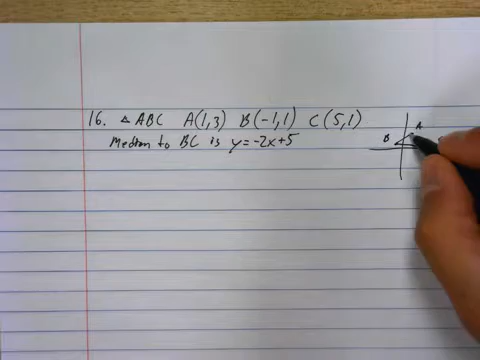 16. △ABC A(1,3) B(-1,1) C(5,1)
Median to BC is y=-2x+5
A
B